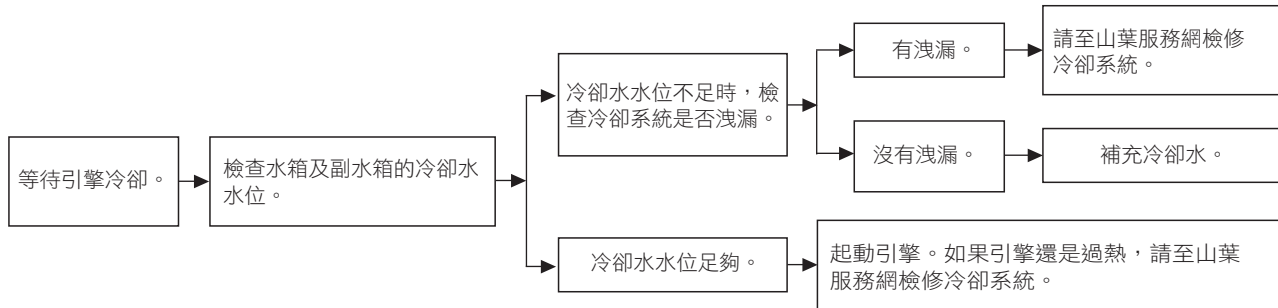 等待引擎冷卻。
檢查水箱及副水箱的冷卻水
水位。
冷卻水水位不足時，檢
查冷卻系統是否洩漏。
有洩漏。
請至山葉服務網檢修
冷卻系統。
沒有洩漏。
補充冷卻水。
冷卻水水位足夠。
起動引擎。如果引擎還是過熱，請至山葉
服務網檢修冷卻系統。